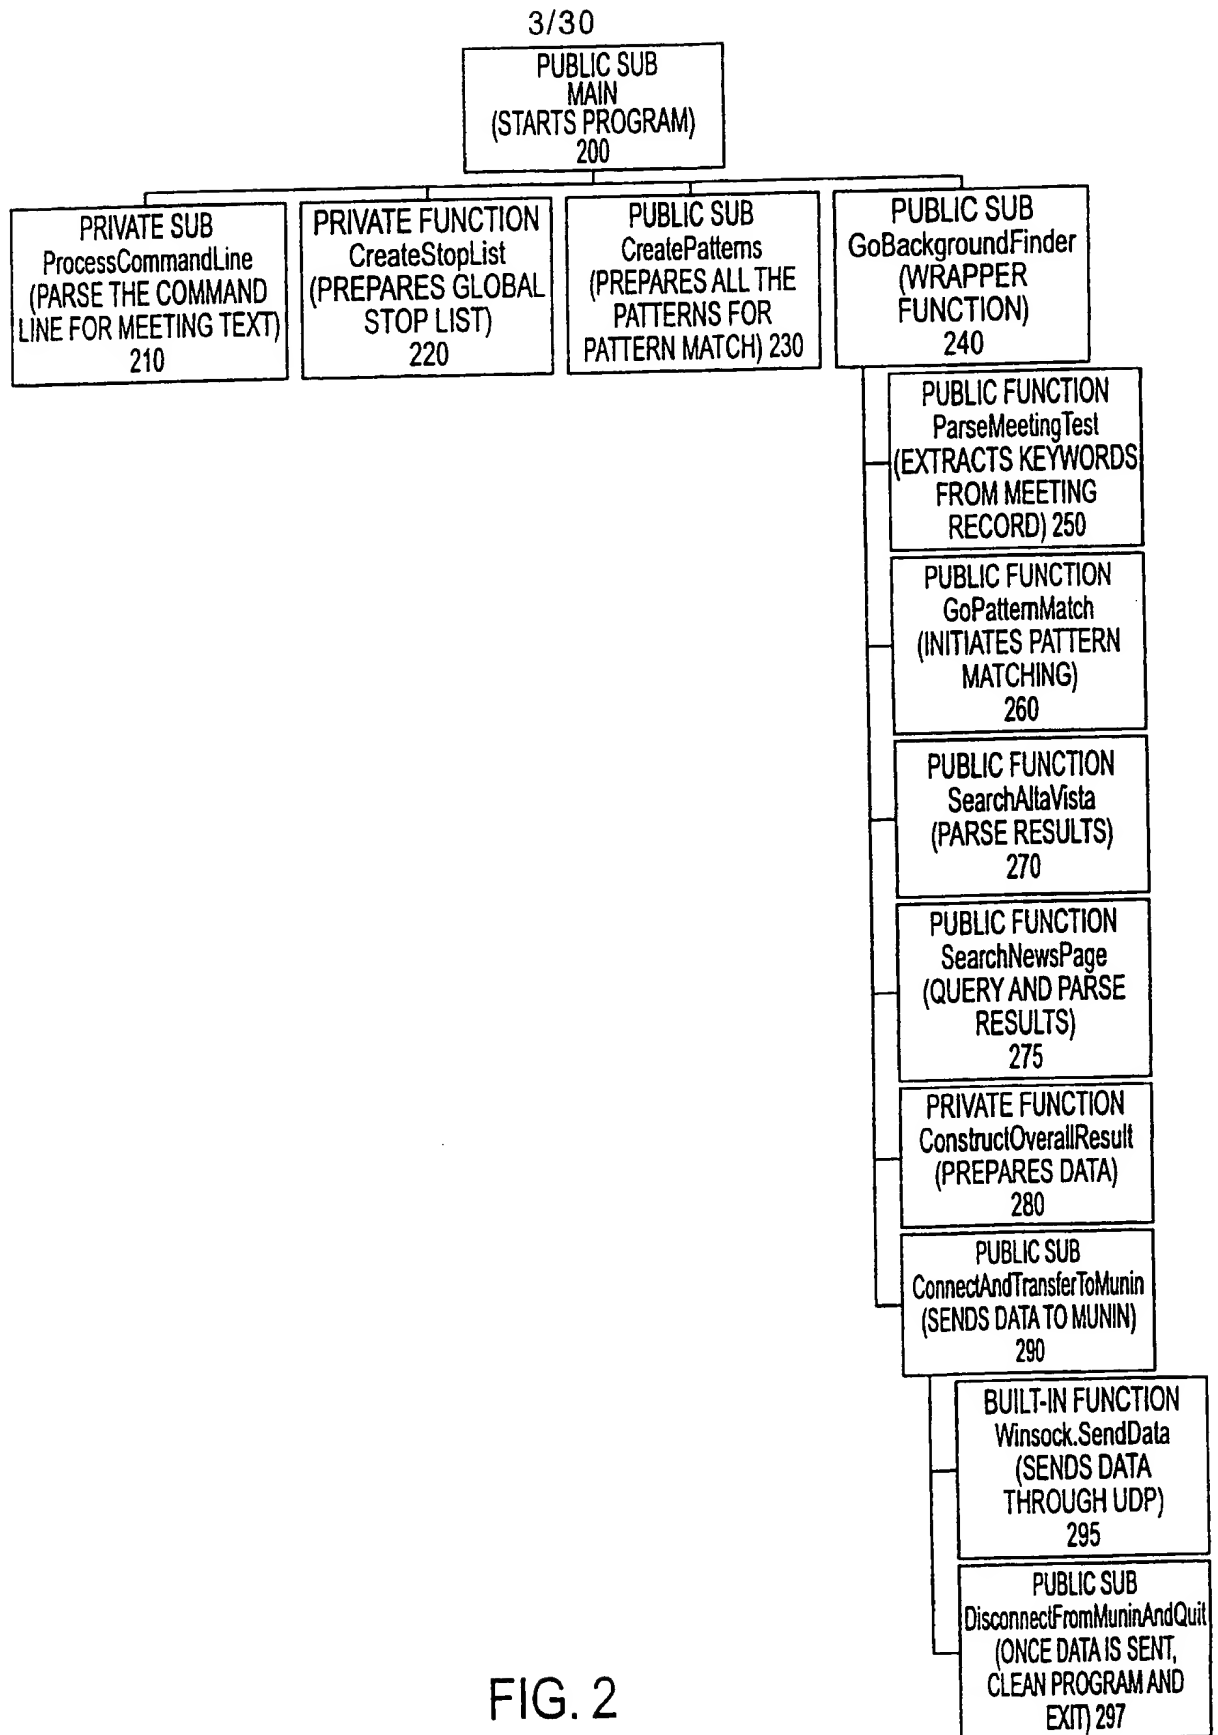 3/30
PUBLIC SUB
MAIN
(STARTS PROGRAM)
200
PRIVATE SUB
ProcessCommandLine
(PARSE THE COMMAND
LINE FOR MEETING TEXT)
210
PRIVATE FUNCTION
CreateStopList
(PREPARES GLOBAL
STOP LIST)
220
PUBLIC SUB
CreatePatterns
(PREPARES ALL THE
PATTERNS FOR
PATTERN MATCH) 230
PUBLIC SUB
GoBackgroundFinder
(WRAPPER
FUNCTION)
240
PUBLIC FUNCTION
ParseMeetingTest
(EXTRACTS KEYWORDS
FROM MEETING
RECORD) 250
PUBLIC FUNCTION
GoPatternMatch
(INITIATES PATTERN
MATCHING)
260
PUBLIC FUNCTION
SearchAltaVista
(PARSE RESULTS)
270
PUBLIC FUNCTION
SearchNewsPage
(QUERY AND PARSE
RESULTS)
275
PRIVATE FUNCTION
ConstructOverallResult
(PREPARES DATA)
280
PUBLIC SUB
ConnectAndTransferToMunin
(SENDS DATA TO MUNIN)
290
BUILT-IN FUNCTION
Winsock.SendData
(SENDS DATA
THROUGH UDP)
295
PUBLIC SUB
DisconnectFromMuninAndQuit
(ONCE DATA IS SENT,
CLEAN PROGRAM AND
EXIT) 297
FIG. 2